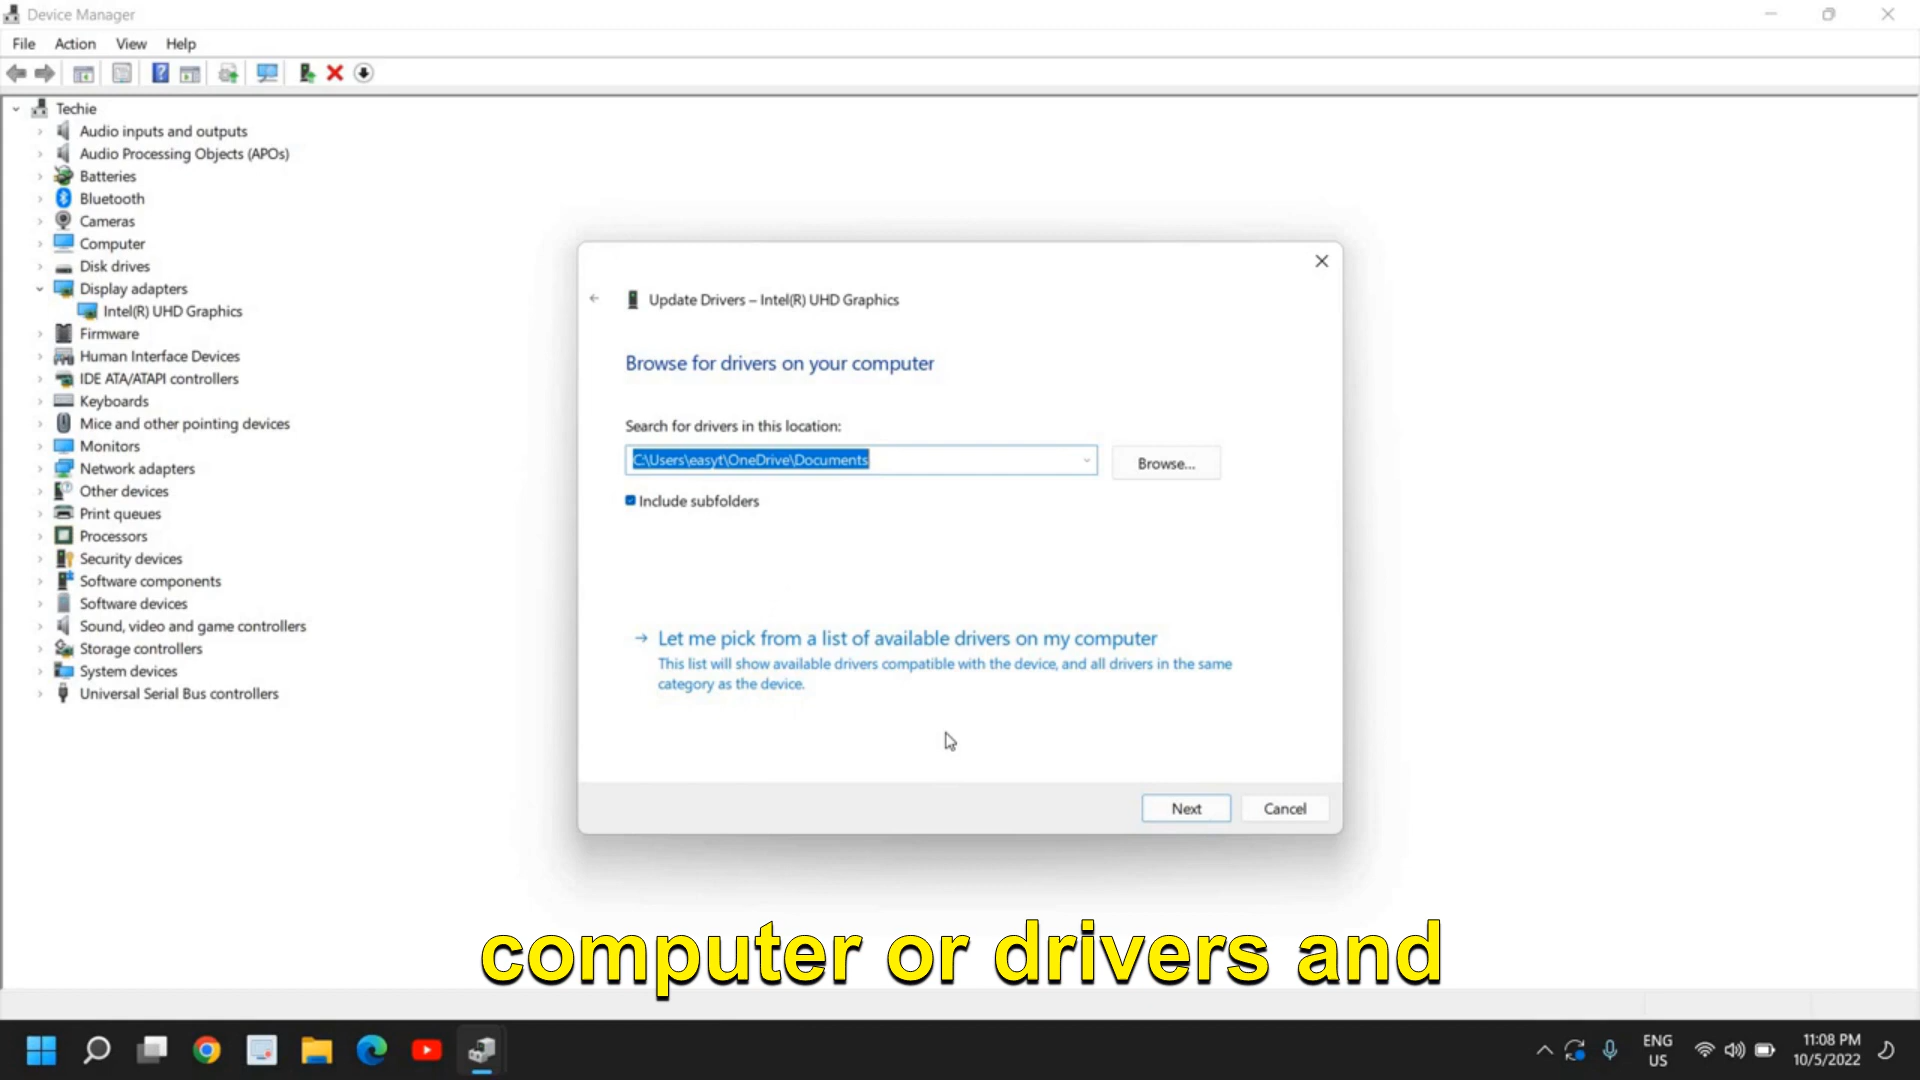 Device Manager
File Action View Help
Techie
Audio inputs and outputs
Audio Processing Objects (APOs)
Batteries
Bluetooth
Cameras
Computer
Disk drives
Display adapters
Intel(R) UHD Graphics
Firmware
Human Interface Devices
IDE ATA/ATAPI controllers
Keyboards
Mice and other pointing devices
Monitors
Network adapters
Other devices
Print queues
Processors
Security devices
Software components
Software devices
Sound, video and game controllers
Storage controllers
System devices
Universal Serial Bus controllers
Update Drivers – Intel(R) UHD Graphics
Browse for drivers on your computer
Search for drivers in this location:
C:\Users\easyt\OneDrive\Documents
Browse...
Include subfolders
Let me pick from a list of available drivers on my computer
This list will show available drivers compatible with the device, and all drivers in the same
category as the device.
Next Cancel
computer or drivers and
ENG
US
11:08 PM
10/5/2022